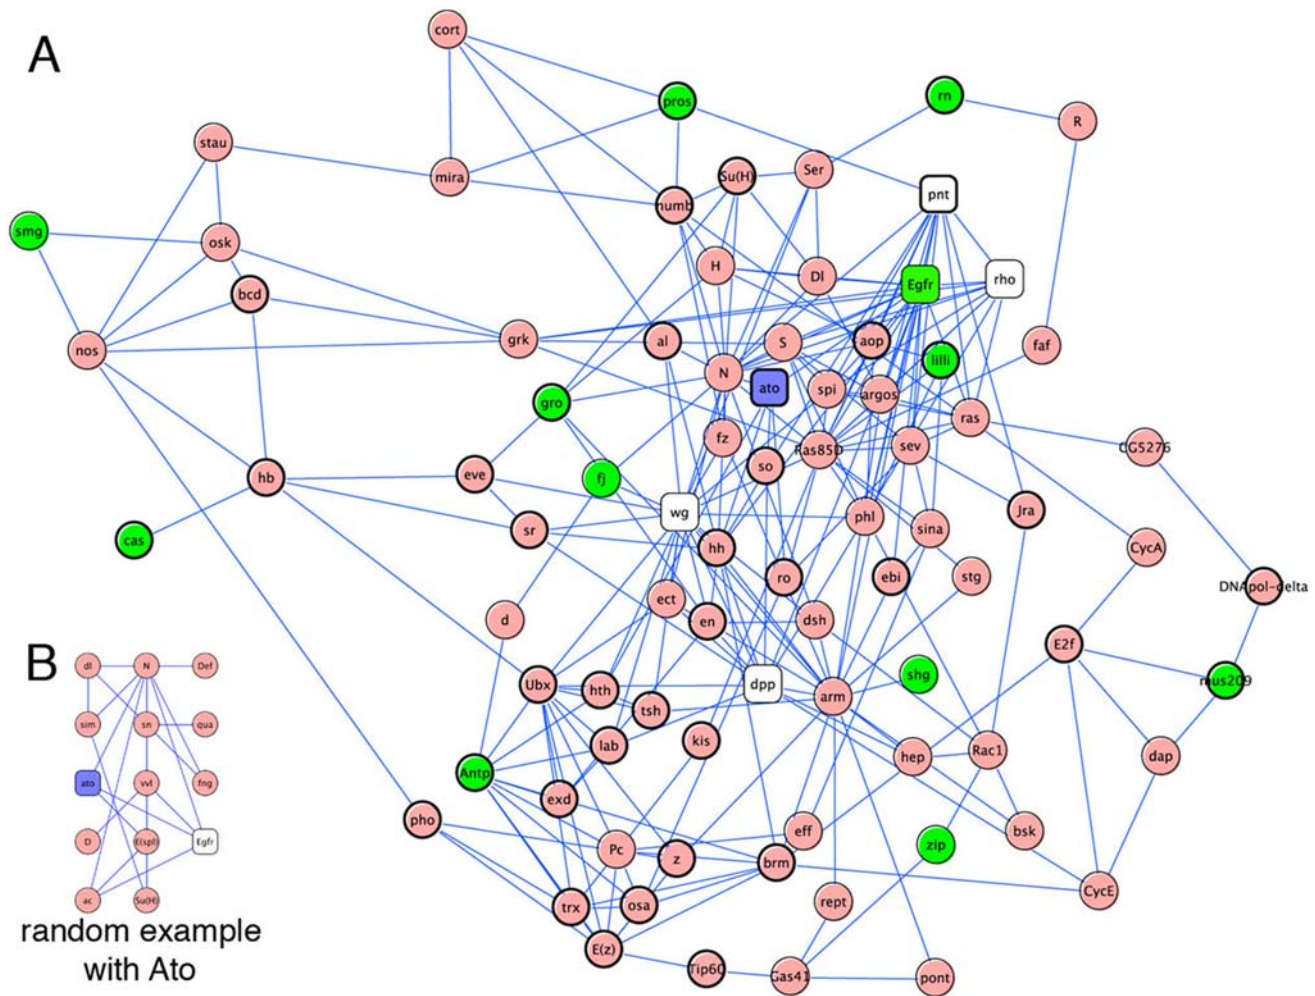 A
cort
pros
rn
R
stau
mira
Su(H)
Ser
numb
pnt
smg
osk
H
Dl
Egfr
rho
bcd
nos
grk
al
S
aop
lilli
faf
N
ato
spi
argos
gro
ras
fz
Ras85D
sev
CG5276
hb
eve
fj
so
wg
phl
Jra
cas
sr
hh
sina
CycA
ro
ebi
stg
DNApol-delta
ect
d
en
dsh
E2f
B
dl
N
Def
Ubx
hth
dpp
arm
shg
mus209
sim
sn
qua
tsh
lab
kis
hep
Rac1
dap
ato
vvl
fng
Antp
exd
pho
eff
bsk
D
E(spl)
Egfr
Pc
z
brm
zip
CycE
ac
Su(H)
trx
osa
rept
random example
with Ato
E(z)
Tip60
Gas41
pont